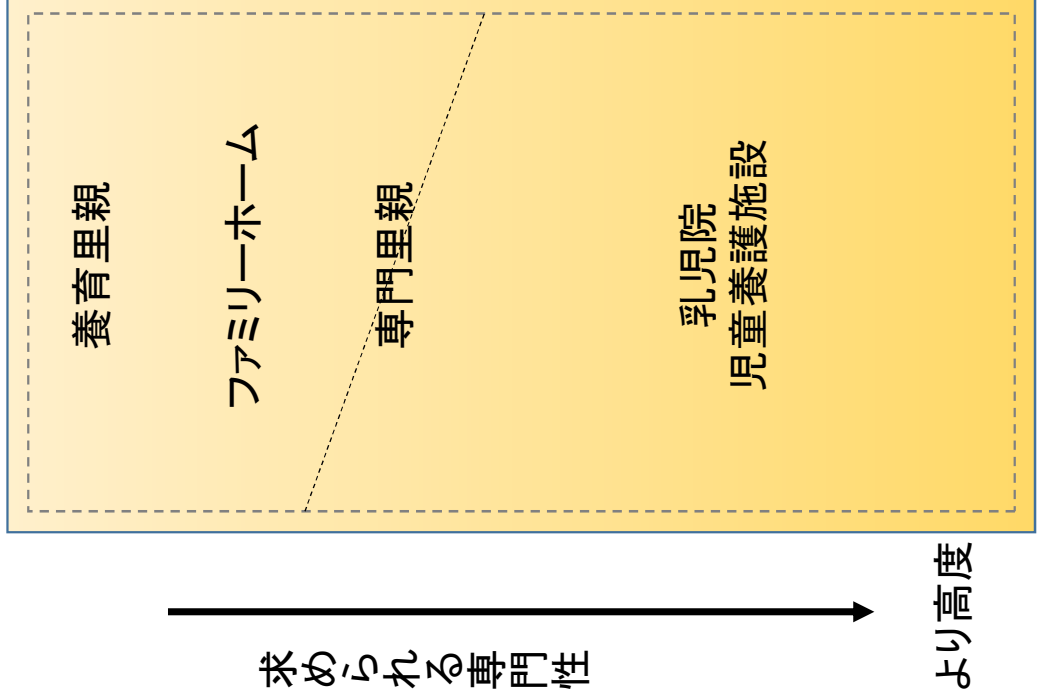 養育里親
ファミリーホーム
専門里親
乳児院
児童養護施設
求められる専門性
より高度